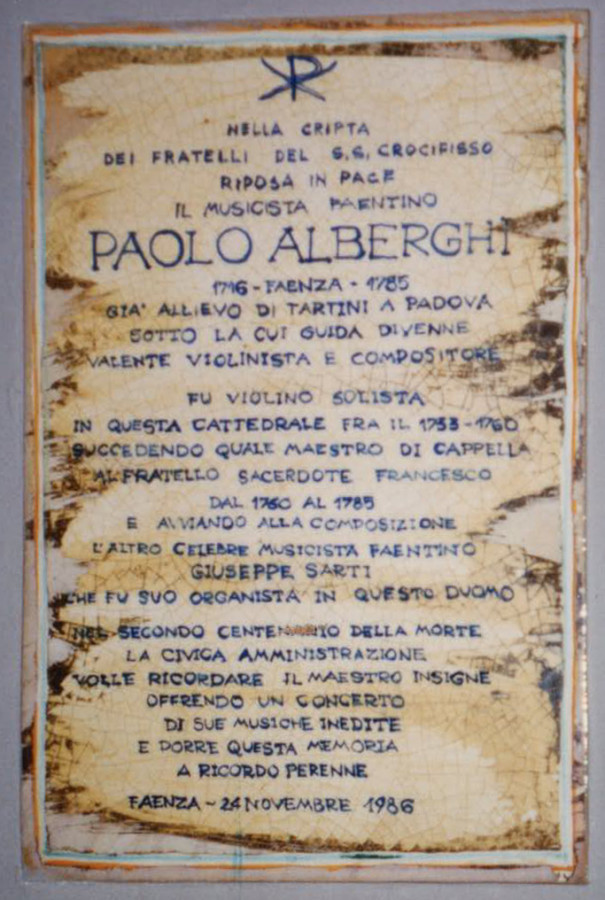 NELLA CRIPTA
DEI FRATELLI DEL S.S. CROCIFISSO
RIPOSA IN PACE
IL MUSICISTA FAENTINO
PAOLO ALBERGHI
1716 - FAENZA - 1785
GIA' ALLIEVO DI TARTINI A PADOVA
SOTTO LA CUI GUIDA DIVENNE
VALENTE VIOLINISTA E COMPOSITORE
FU VIOLINO SOLISTA
IN QUESTA CATTEDRALE FRA IL 1733 - 1760
SUCCEDENDO QUALE MAESTRO DI CAPPELLA
AL FRATELLO SACERDOTE FRANCESCO
DAL 1760 AL 1785
E AVVIANDO ALLA COMPOSIZIONE
L'ALTRO CELEBRE MUSICISTA FAENTINO
GIUSEPPE SARTI
CHE FU SUO ORGANISTA IN QUESTO DUOMO
NEL SECONDO CENTENARIO DELLA MORTE
LA CIVICA AMMINISTRAZIONE
VOLLE RICORDARE IL MAESTRO INSIGNE
OFFRENDO UN CONCERTO
DI SUE MUSICHE INEDITE
E PORRE QUESTA MEMORIA
A RICORDO PERENNE
FAENZA - 24 NOVEMBRE 1986